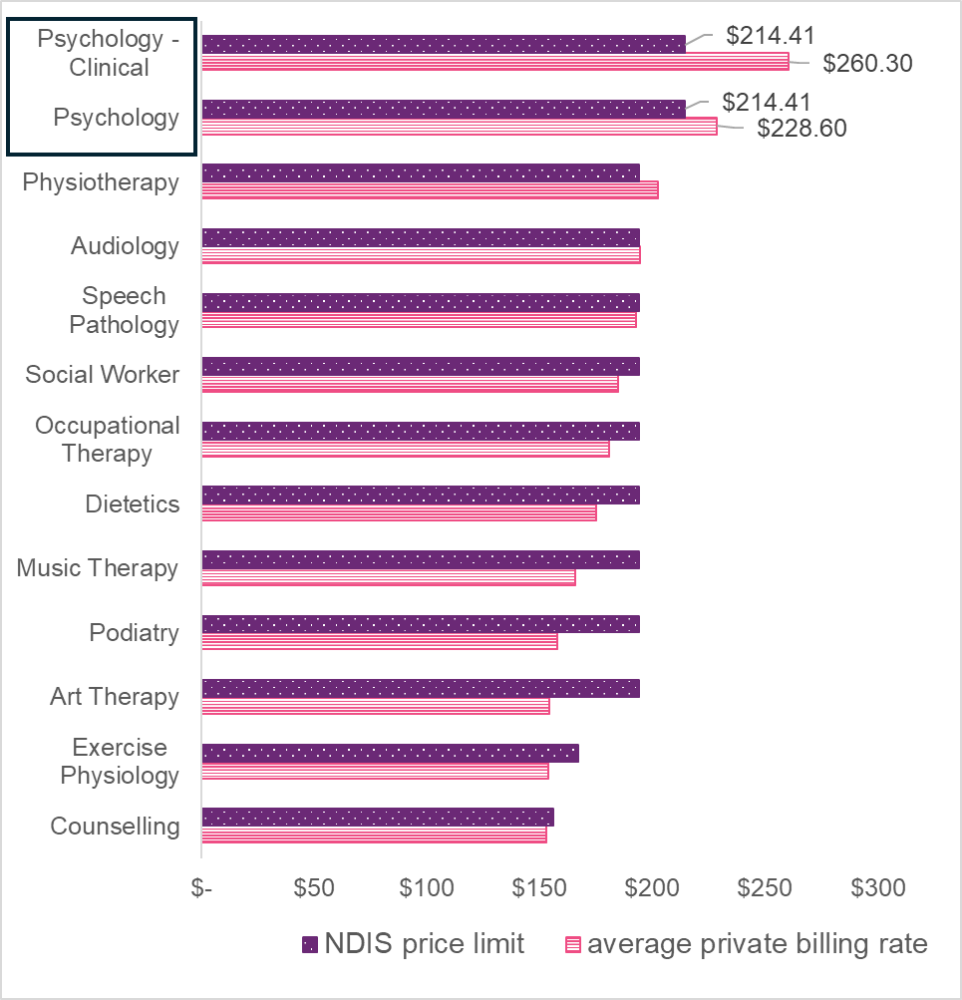 Psychology -
Clinical
$214.41
$260.30
Psychology
$214.41
$228.60
Physiotherapy
Audiology
Speech
Pathology
Social Worker
Occupational
Therapy
Dietetics
Music Therapy
Podiatry
Art Therapy
Exercise
Physiology
Counselling
$- $50 $100 $150 $200 $250 $300
NDIS price limit average private billing rate